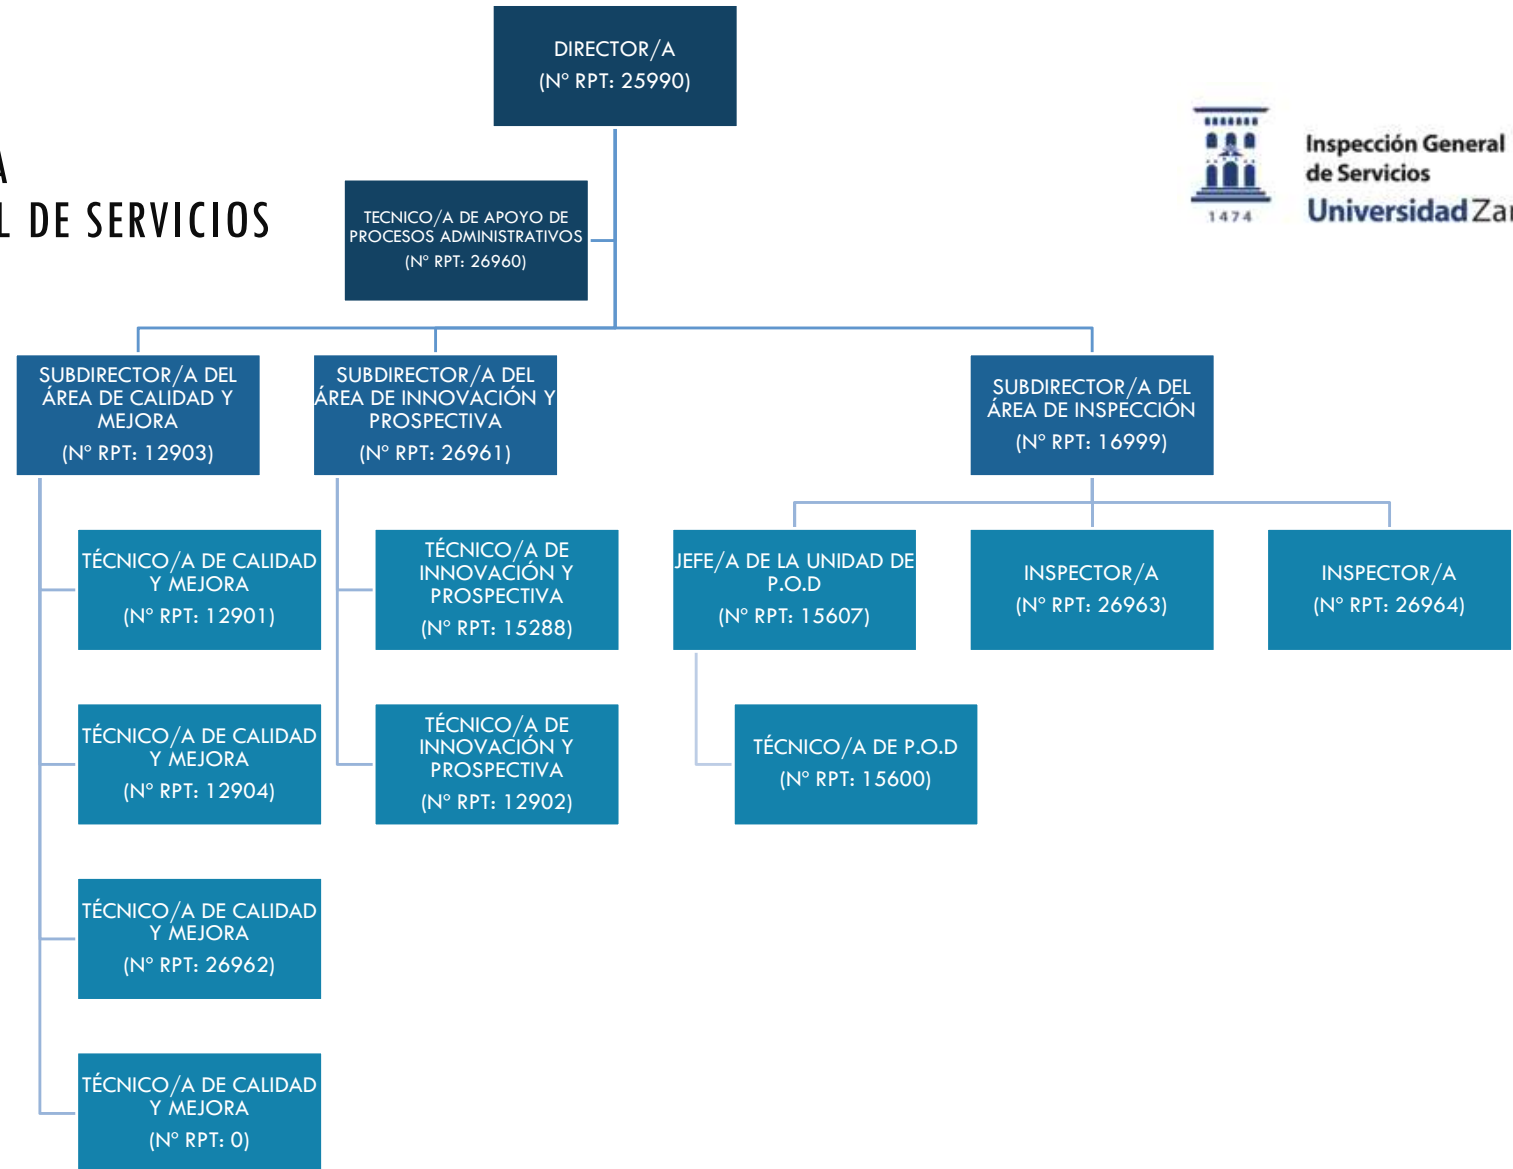 DIRECTOR/A
(Nº RPT: 25990)
A
L DE SERVICIOS
Inspección General
de Servicios
Universidad Zar
1474
TECNICO/A DE APOYO DE
PROCESOS ADMINISTRATIVOS
(Nº RPT: 26960)
SUBDIRECTOR/A DEL
ÁREA DE CALIDAD Y
MEJORA
(Nº RPT: 12903)
SUBDIRECTOR/A DEL
ÁREA DE INNOVACIÓN Y
PROSPECTIVA
(Nº RPT: 26961)
SUBDIRECTOR/A DEL
ÁREA DE INSPECCIÓN
(Nº RPT: 16999)
TÉCNICO/A DE CALIDAD
Y MEJORA
(Nº RPT: 12901)
TÉCNICO/A DE
INNOVACIÓN Y
PROSPECTIVA
(Nº RPT: 15288)
JEFE/A DE LA UNIDAD DE
P.O.D
(Nº RPT: 15607)
INSPECTOR/A
(Nº RPT: 26963)
INSPECTOR/A
(Nº RPT: 26964)
TÉCNICO/A DE CALIDAD
Y MEJORA
(Nº RPT: 12904)
TÉCNICO/A DE
INNOVACIÓN Y
PROSPECTIVA
(Nº RPT: 12902)
TÉCNICO/A DE P.O.D
(Nº RPT: 15600)
TÉCNICO/A DE CALIDAD
Y MEJORA
(Nº RPT: 26962)
TÉCNICO/A DE CALIDAD
Y MEJORA
(Nº RPT: 0)